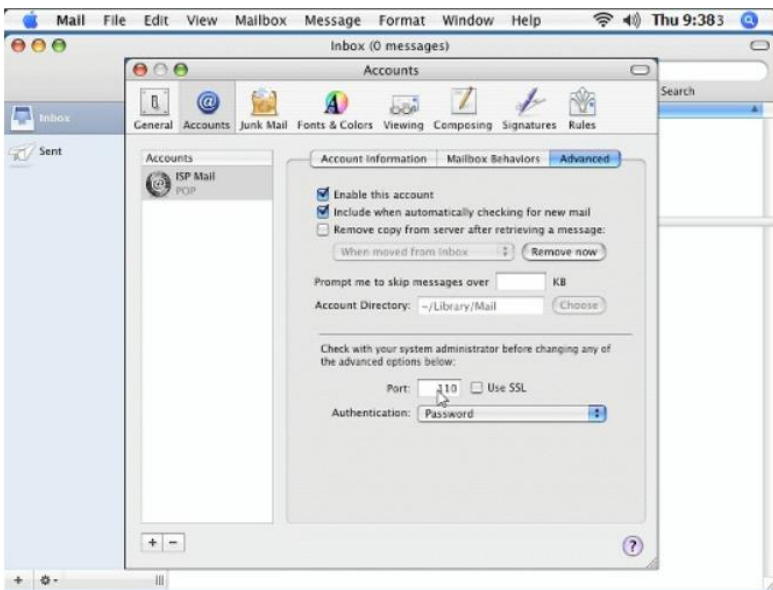 Mail File Edit View Mailbox Message Format Window Help Thu 9:383
Inbox (0 messages)
Accounts
Search
General Accounts Junk Mail Fonts & Colors Viewing Composing Signatures Rules
Inbox
Sent
Accounts
ISP Mail
POP
Account Information Mailbox Behaviors Advanced
Enable this account
Include when automatically checking for new mail
Remove copy from server after retrieving a message:
When moved from Inbox Remove now
Prompt me to skip messages over KB
Account Directory: ~/Library/Mail Choose
Check with your system administrator before changing any of
the advanced options below:
Port: 110 Use SSL
Authentication: Password